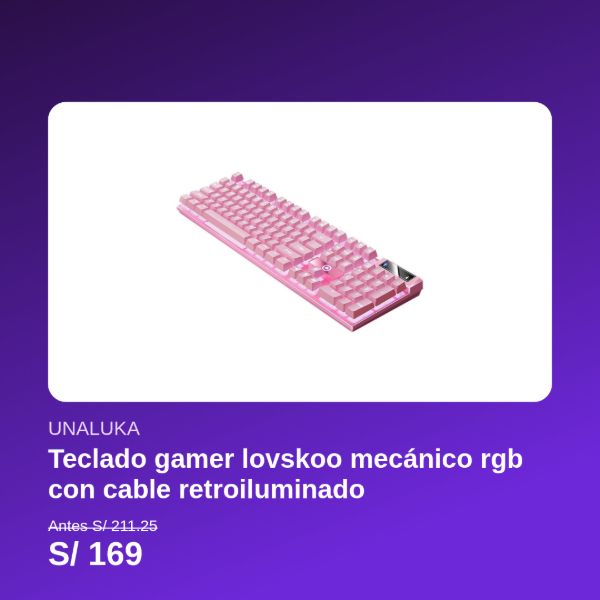 UNALUKA
Teclado gamer lovskoo mecánico rgb
con cable retroiluminado
Antes S/ 211.25
S/ 169